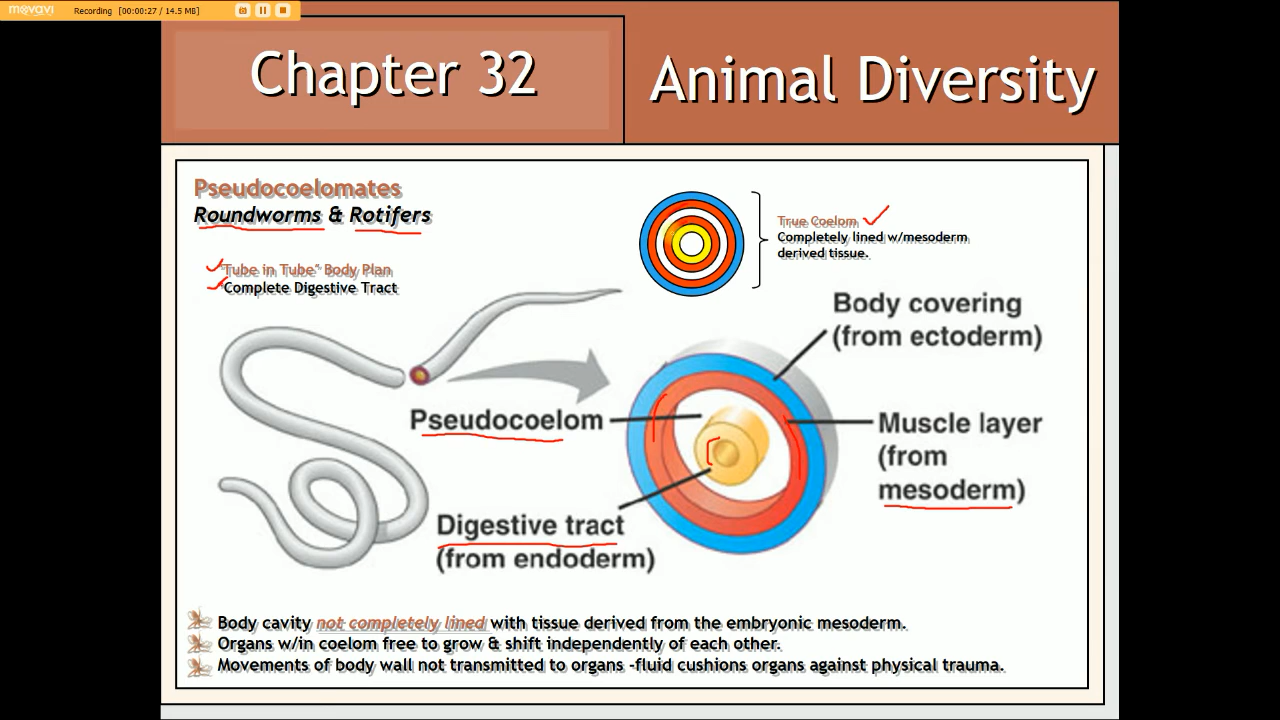 movavi
Recording [00:00:27 / 14.5 MB]
Chapter 32
Animal Diversity
Pseudocoelomates
Roundworms & Rotifers
"Tube in Tube" Body Plan
Complete Digestive Tract
True Coelom
Completely lined w/mesoderm
derived tissue.
Body covering
(from ectoderm)
Pseudocoelom
Muscle layer
(from
mesoderm)
Digestive tract
(from endoderm)
Body cavity not completely lined with tissue derived from the embryonic mesoderm.
Organs w/in coelom free to grow & shift independently of each other.
Movements of body wall not transmitted to organs -fluid cushions organs against physical trauma.